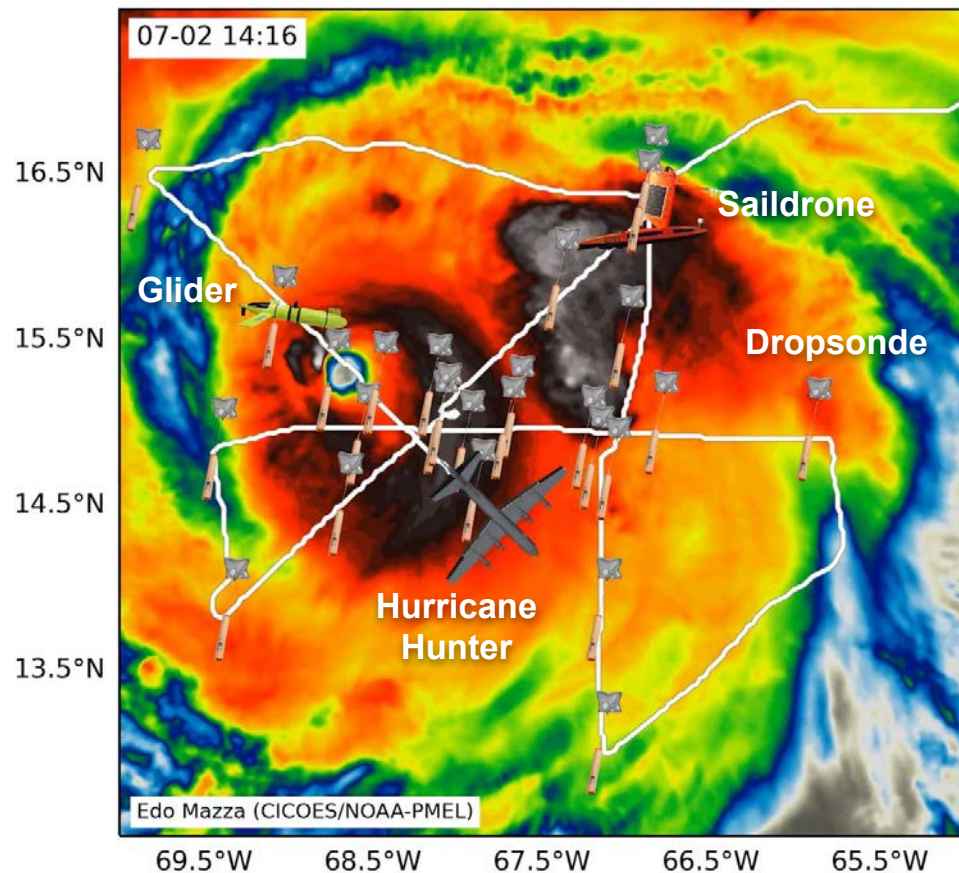 07-02 14:16
16.5°N
Saildrone
Glider
15.5°N
Dropsonde
14.5°N
Hurricane
Hunter
13.5°N
Edo Mazza (CICOES/NOAA-PMEL)
69.5°W 68.5°W 67.5°W 66.5°W 65.5°W